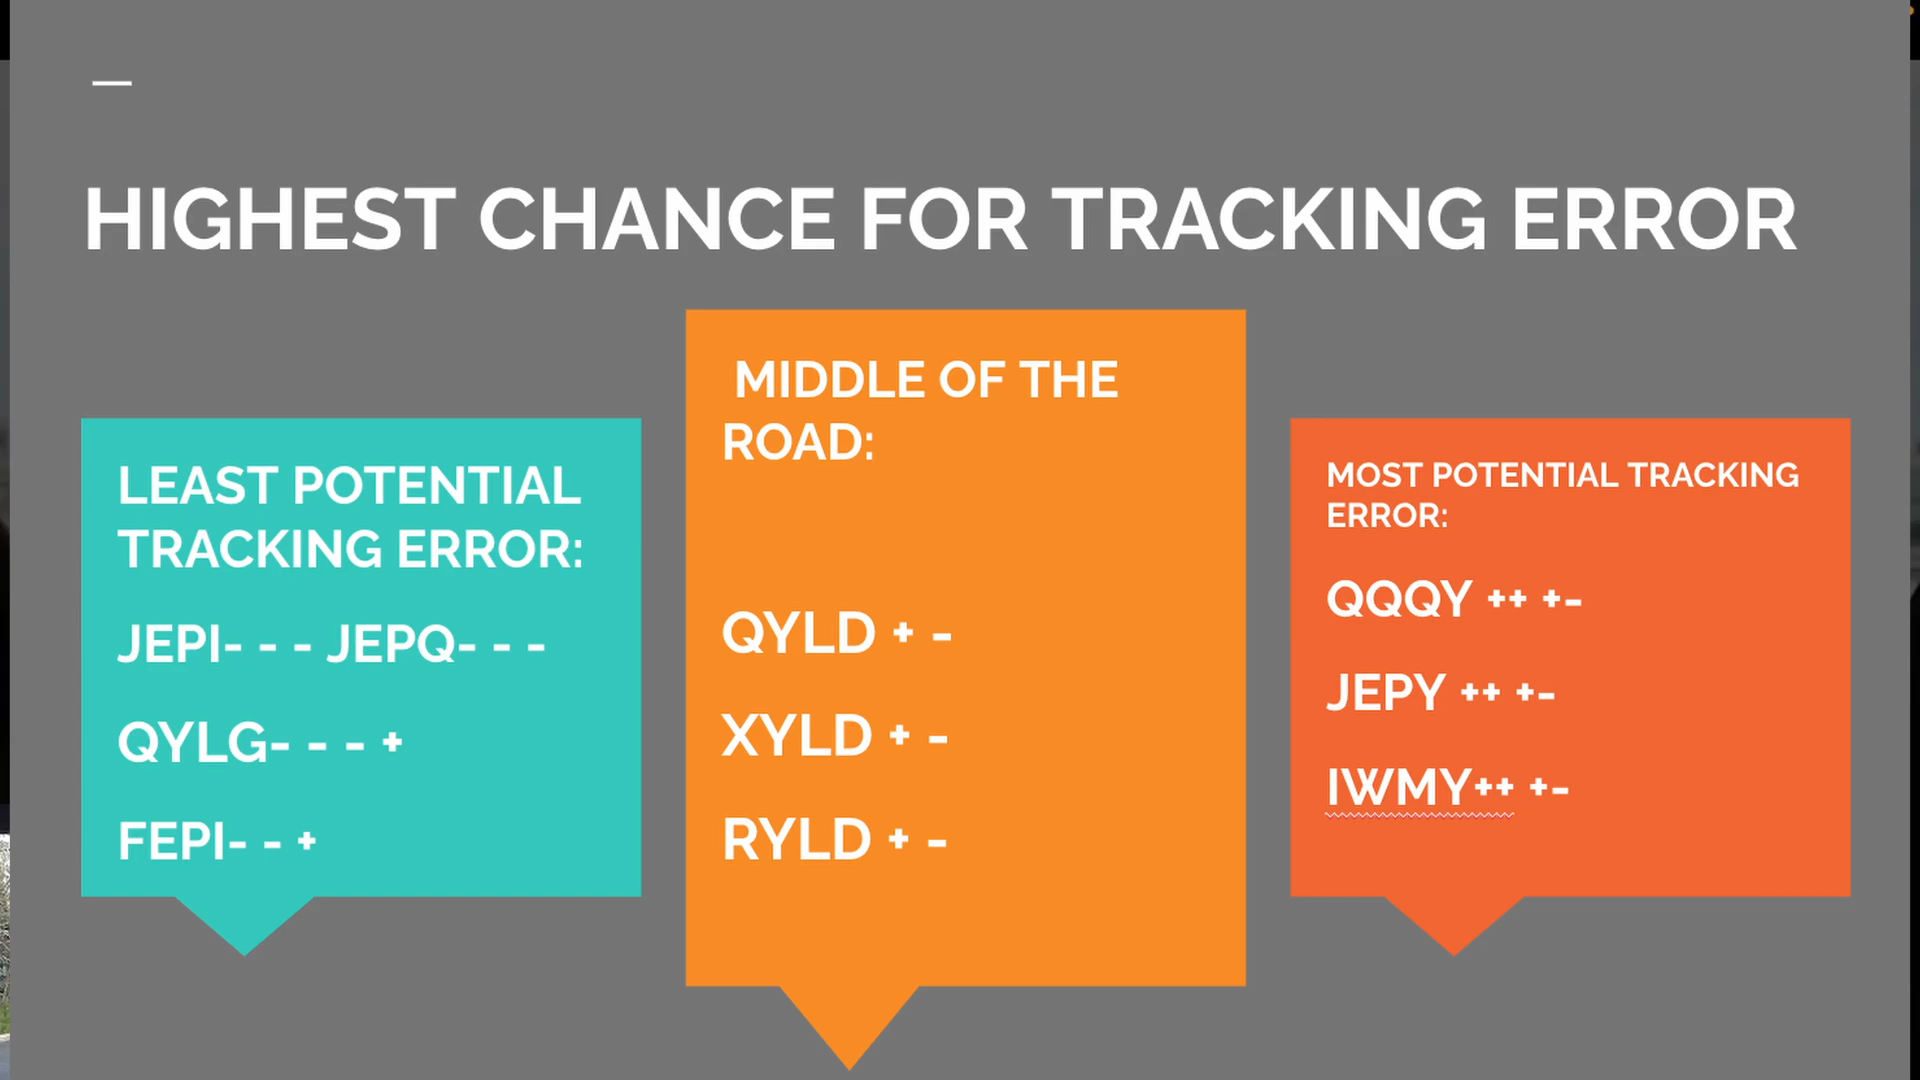 HIGHEST CHANCE FOR TRACKING ERROR
LEAST POTENTIAL
TRACKING ERROR:
JEPI- - - JEPQ- - -
QYLG- - - +
FEPI- - +
MIDDLE OF THE
ROAD:
QYLD + -
XYLD + -
RYLD + -
MOST POTENTIAL TRACKING
ERROR:
QQQY ++ +-
JEPY ++ +-
IWMY++ +-